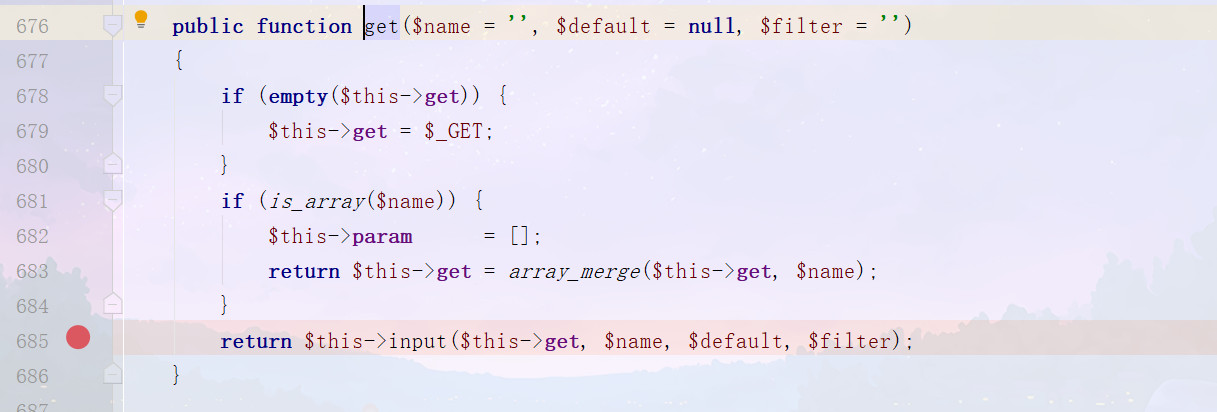 676 public function get($name = '', $default = null, $filter = '')
677 {
678 if (empty($this->get)) {
679 $this->get = $_GET;
680 }
681 if (is_array($name)) {
682 $this->param = [];
683 return $this->get = array_merge($this->get, $name);
684 }
685 return $this->input($this->get, $name, $default, $filter);
686 }
687